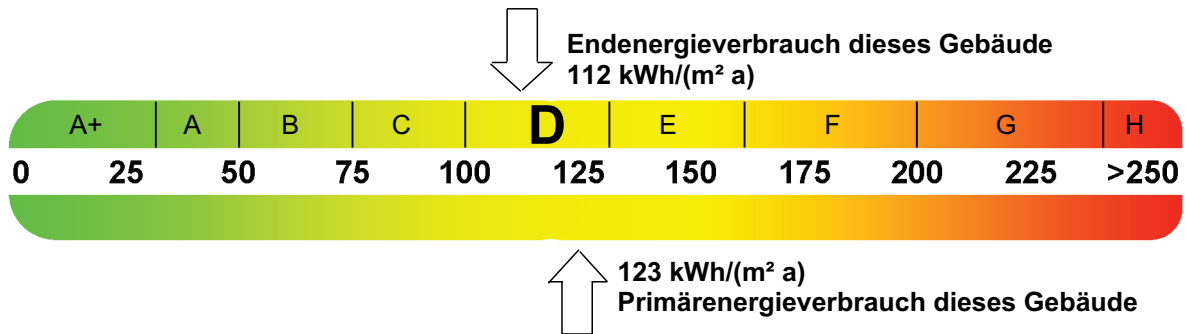 Endenergieverbrauch dieses Gebäude
112 kWh/(m² a)
A+ A B C D E F G H
0 25 50 75 100 125 150 175 200 225 >250
123 kWh/(m² a)
Primärenergieverbrauch dieses Gebäude